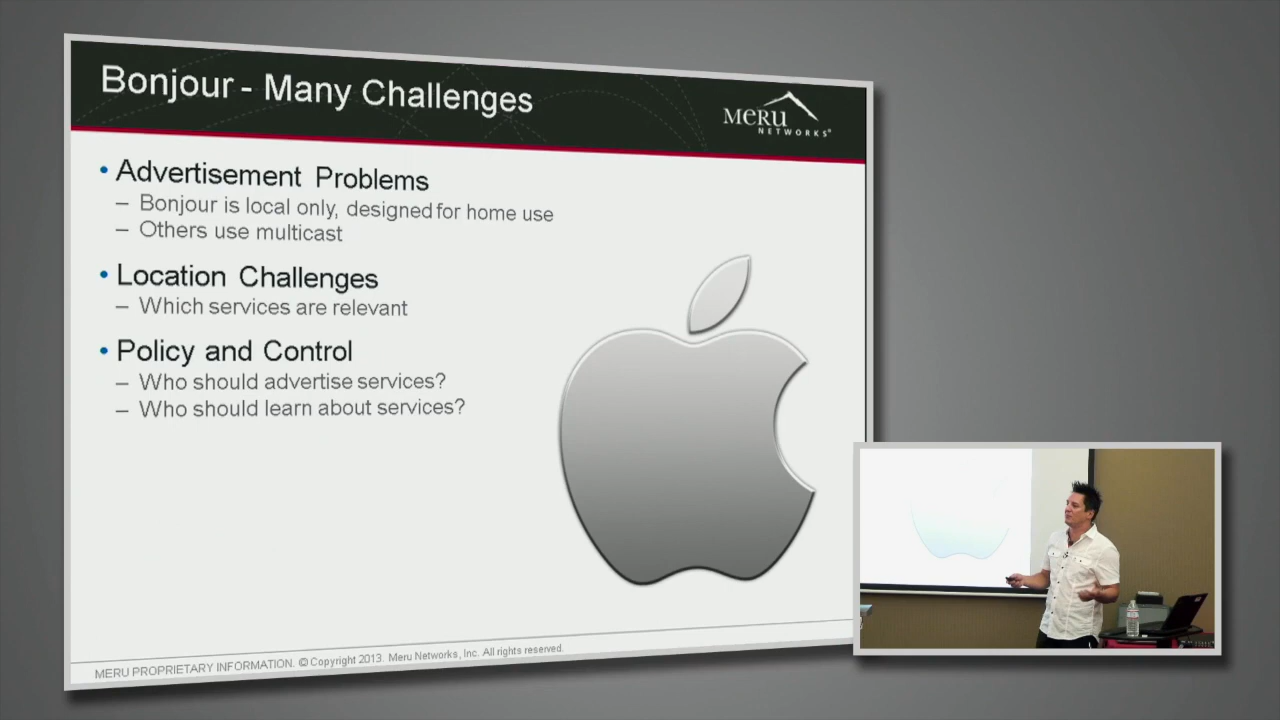 Bonjour - Many Challenges
MERU
NETWORKS
• Advertisement Problems
– Bonjour is local only, designed for home use
– Others use multicast
• Location Challenges
– Which services are relevant
• Policy and Control
– Who should advertise services?
– Who should learn about services?
MERU PROPRIETARY INFORMATION. © Copyright 2013. Meru Networks, Inc. All rights reserved.